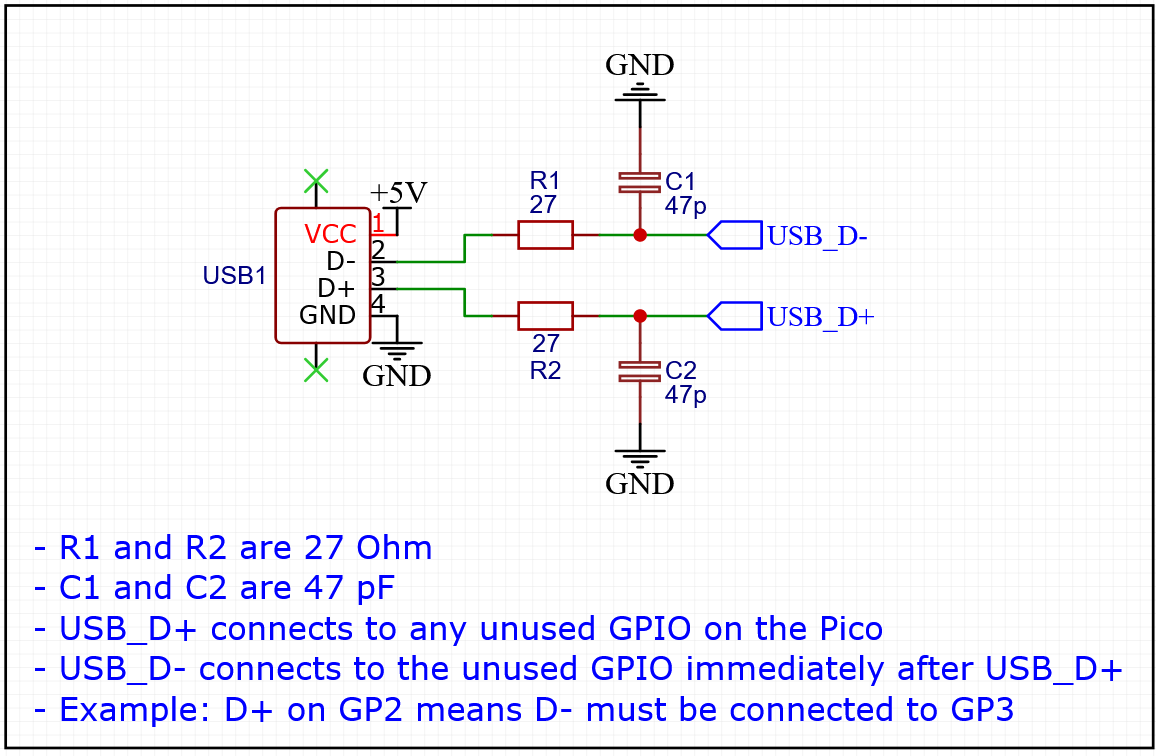 GND
+5V
R1
27
C1
47p
VCC
1
USB_D-
D-
2
USB1
D+
3
GND
4
USB_D+
27
R2
C2
47p
GND
GND
- R1 and R2 are 27 Ohm
- C1 and C2 are 47 pF
- USB_D+ connects to any unused GPIO on the Pico
- USB_D- connects to the unused GPIO immediately after USB_D+
- Example: D+ on GP2 means D- must be connected to GP3